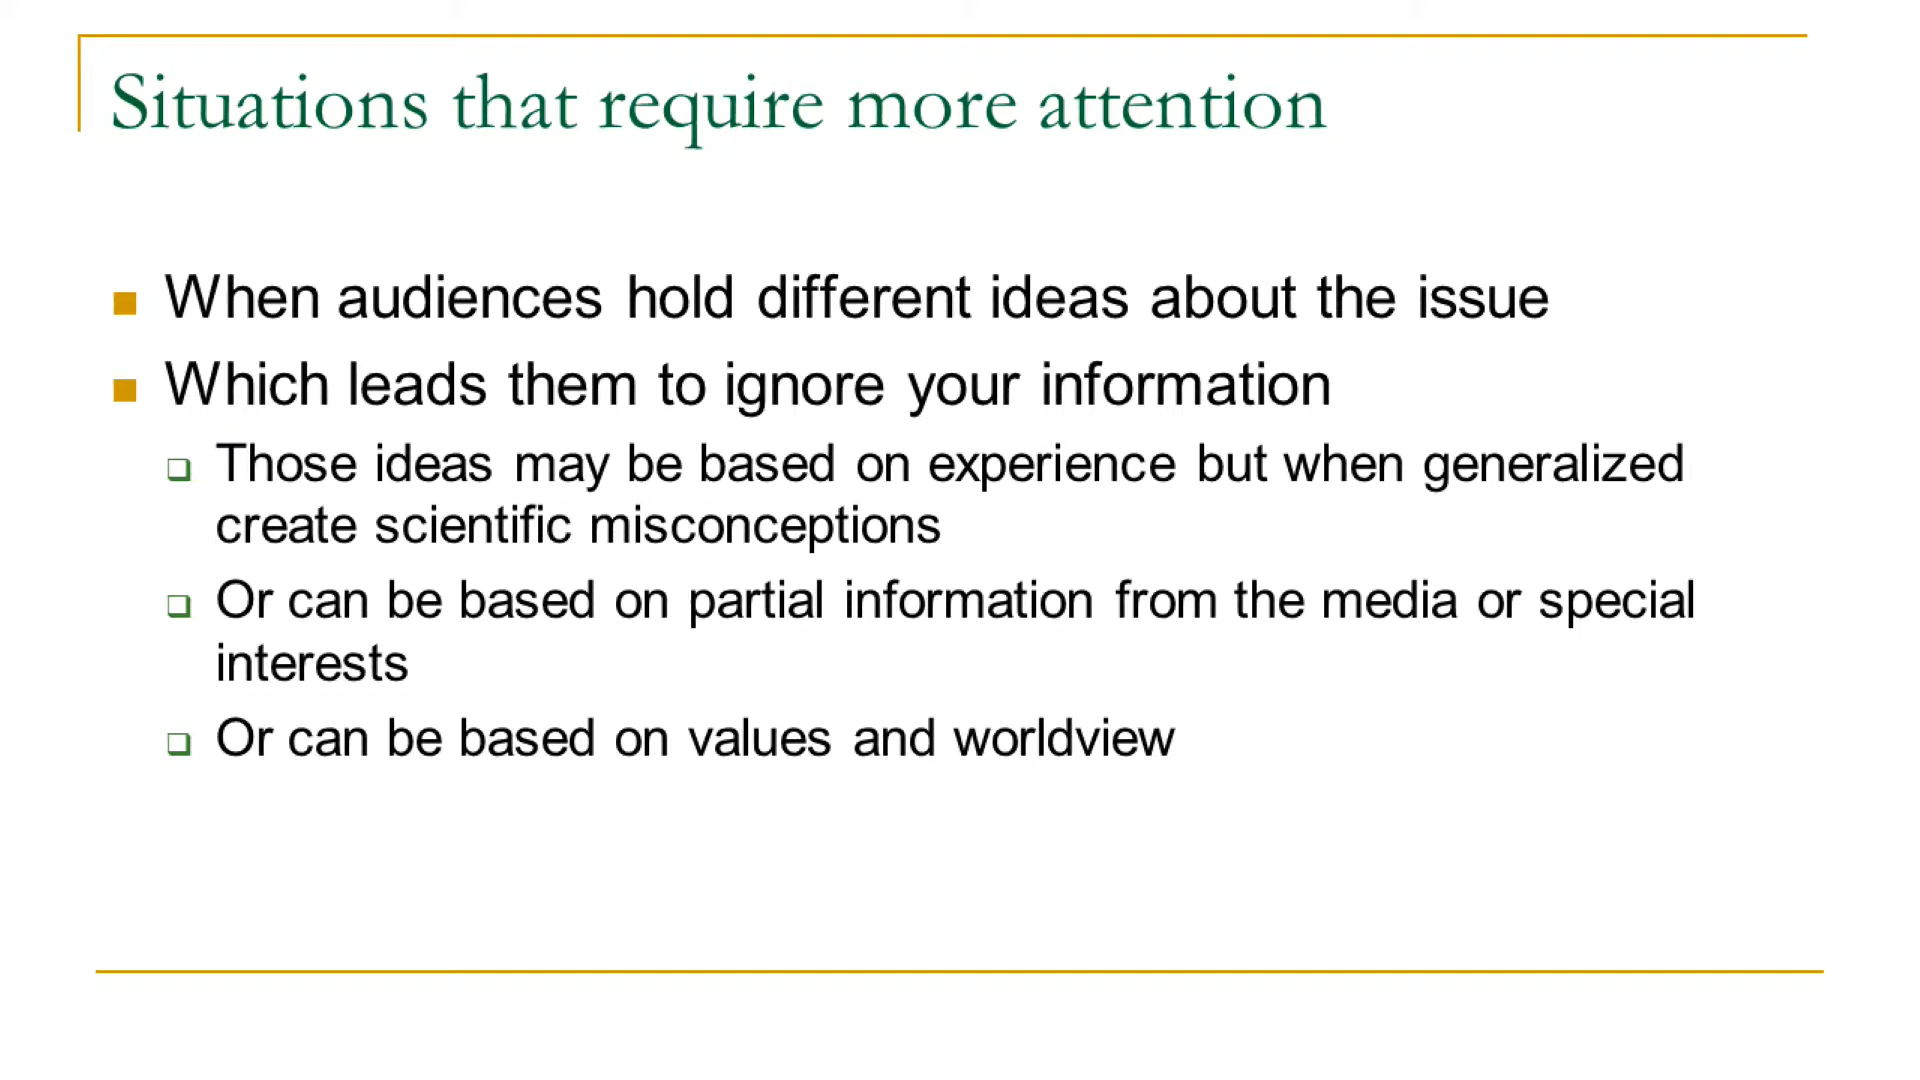 Situations that require more attention
When audiences hold different ideas about the issue
Which leads them to ignore your information
Those ideas may be based on experience but when generalized
create scientific misconceptions
Or can be based on partial information from the media or special
interests
Or can be based on values and worldview